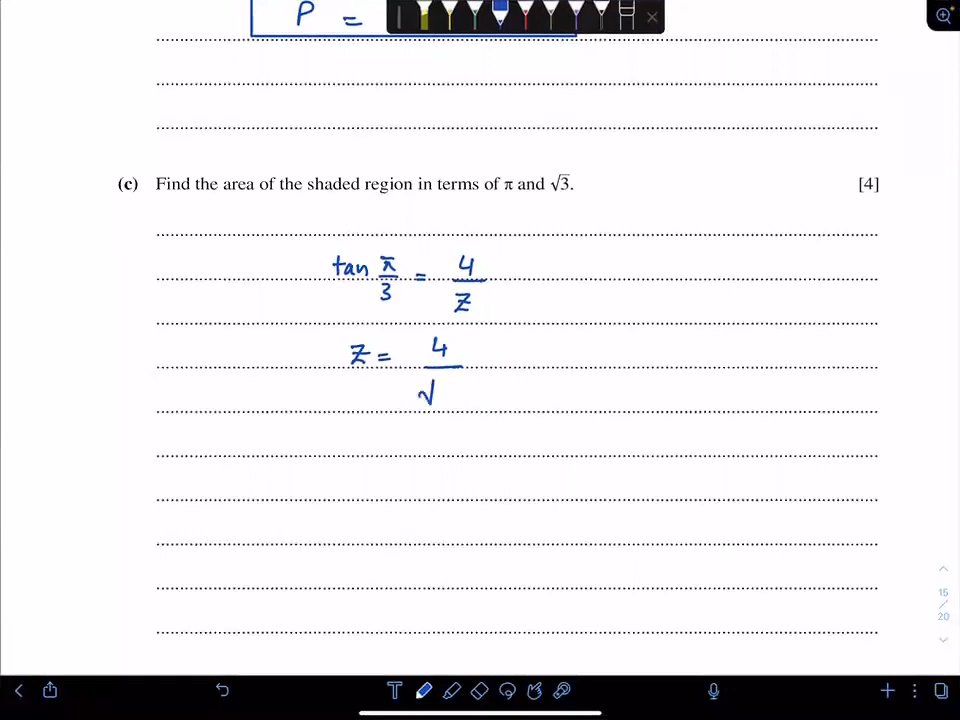 P =
(c) Find the area of the shaded region in terms of π and √3. [4]
tan π/3 = 4/z
z = 4/√
15
/
20
T